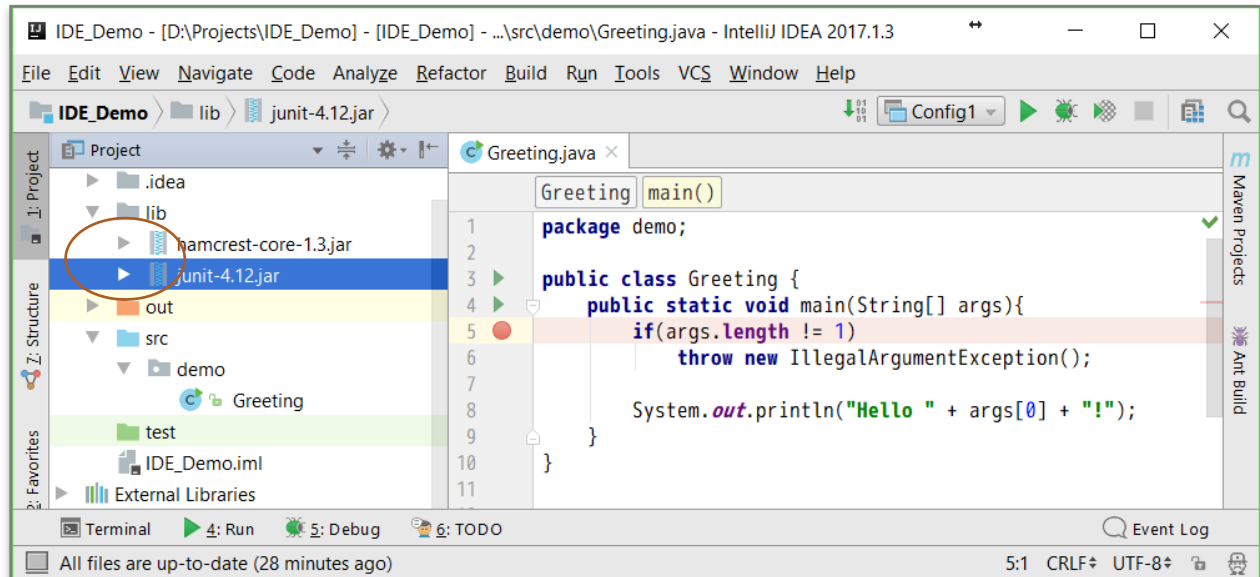 IDE_Demo - [D:\Projects\IDE_Demo] - [IDE_Demo] - ...\src\demo\Greeting.java - IntelliJ IDEA 2017.1.3
File Edit View Navigate Code Analyze Refactor Build Run Tools VCS Window Help
IDE_Demo lib junit-4.12.jar Config1
Project
Greeting.java
1: Project
7: Structure
2: Favorites
.idea
lib
hamcrest-core-1.3.jar
junit-4.12.jar
out
src
demo
Greeting
test
IDE_Demo.iml
External Libraries
Greeting main()
1 package demo;
2
3 public class Greeting {
4 public static void main(String[] args){
5 if(args.length != 1)
6 throw new IllegalArgumentException();
7
8 System.out.println("Hello " + args[0] + "!");
9 }
10 }
11
Maven Projects
Ant Build
Terminal 4: Run 5: Debug 6: TODO Event Log
All files are up-to-date (28 minutes ago) 5:1 CRLF UTF-8